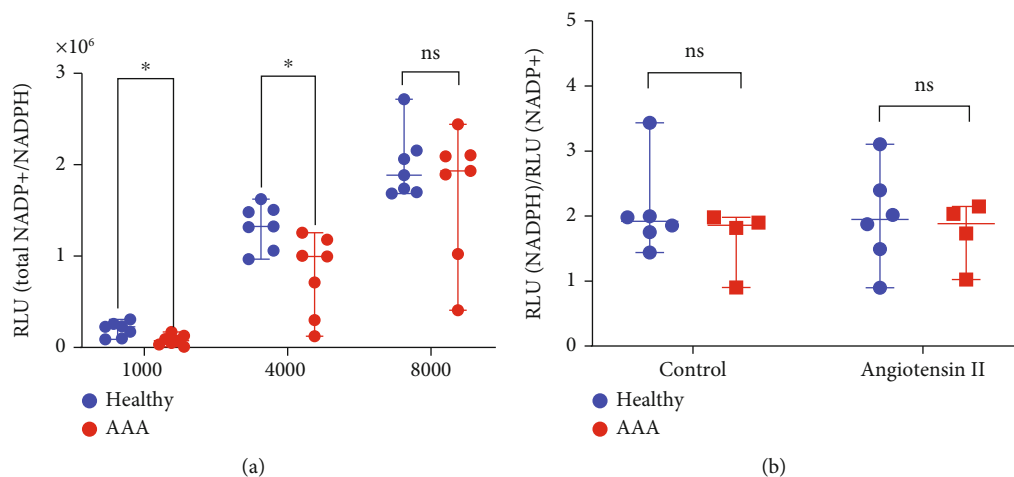 RLU (total NADP+/NADPH)
×10⁶
3
2
1
0
*
*
ns
1000
4000
8000
Healthy
AAA
(a)
RLU (NADPH)/RLU (NADP+)
5
4
3
2
1
0
ns
ns
Control
Angiotensin II
Healthy
AAA
(b)